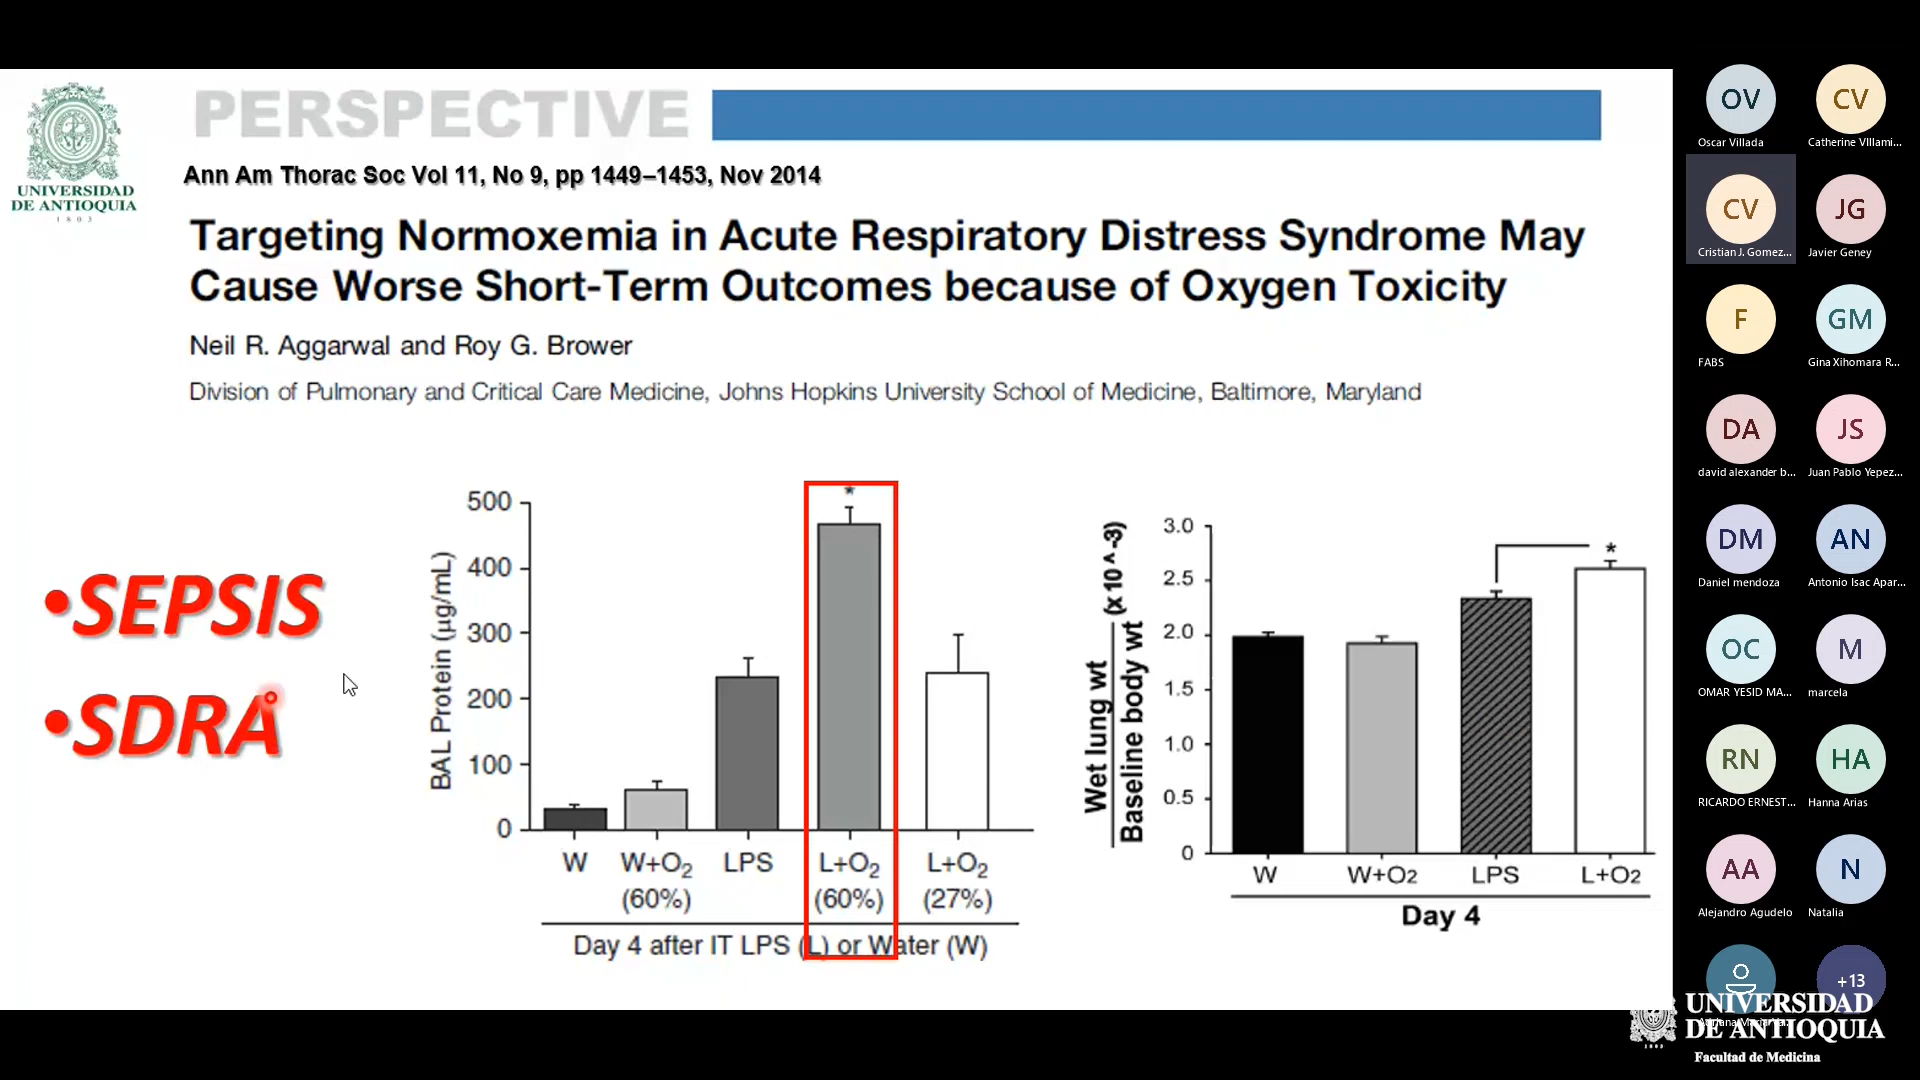 UNIVERSIDAD
DE ANTIOQUIA
1803
PERSPECTIVE
Ann Am Thorac Soc Vol 11, No 9, pp 1449–1453, Nov 2014
Targeting Normoxemia in Acute Respiratory Distress Syndrome May
Cause Worse Short-Term Outcomes because of Oxygen Toxicity
Neil R. Aggarwal and Roy G. Brower
Division of Pulmonary and Critical Care Medicine, Johns Hopkins University School of Medicine, Baltimore, Maryland
•SEPSIS
•SDRA
BAL Protein (µg/mL)
500
400
300
200
100
0
*
W W+O₂ LPS L+O₂ L+O₂
(60%) (60%) (27%)
Day 4 after IT LPS (L) or Water (W)
Wet lung wt
Baseline body wt
(x 10^-3)
3.0
2.5
2.0
1.5
1.0
0.5
0
*
W W+O2 LPS L+O2
Day 4
OV CV
Oscar Villada Catherine VIllami...
CV JG
Cristian J. Gomez... Javier Geney
F GM
FABS Gina Xihomara R...
DA JS
david alexander b... Juan Pablo Yepez...
DM AN
Daniel mendoza Antonio Isac Apar...
OC M
OMAR YESID MA... marcela
RN HA
RICARDO ERNEST... Hanna Arias
AA N
Alejandro Agudelo Natalia
+13
UNIVERSIDAD
DE ANTIOQUIA
1803
Facultad de Medicina